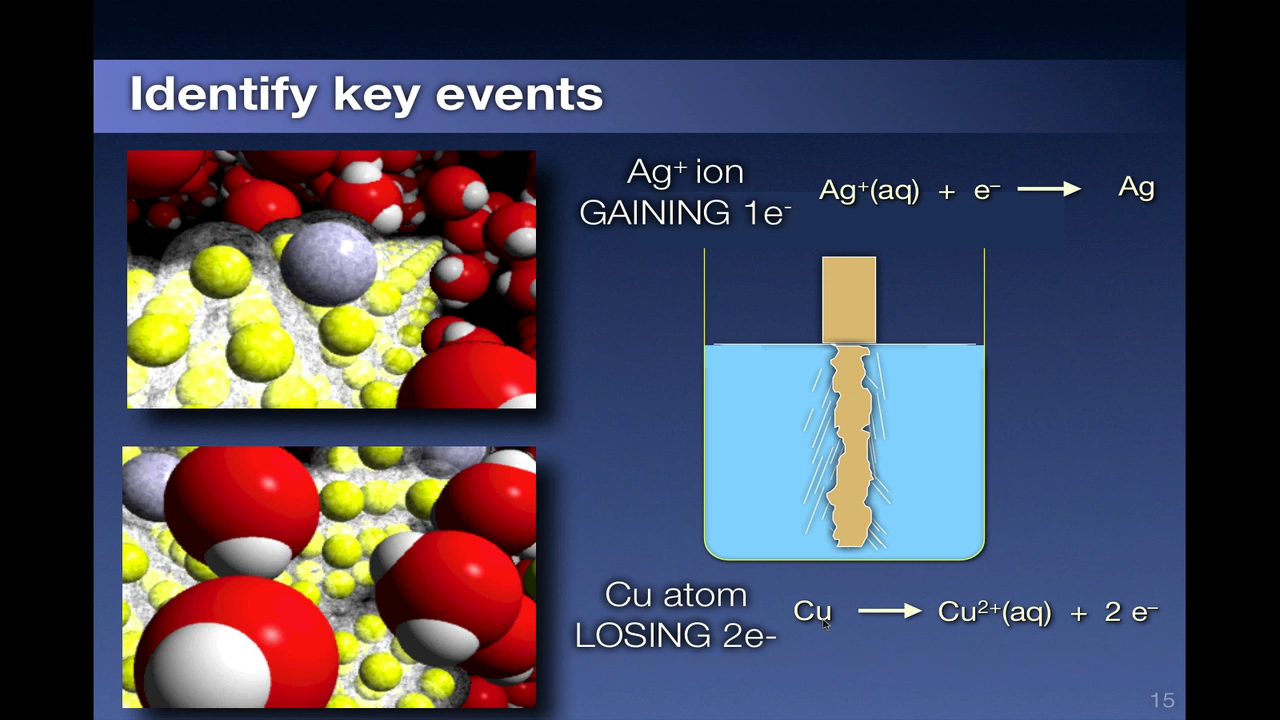 Identify key events
Ag⁺ ion
GAINING 1e⁻
Ag⁺(aq) + e⁻ ⟶ Ag
Cu atom
LOSING 2e-
Cu ⟶ Cu²⁺(aq) + 2 e⁻
15